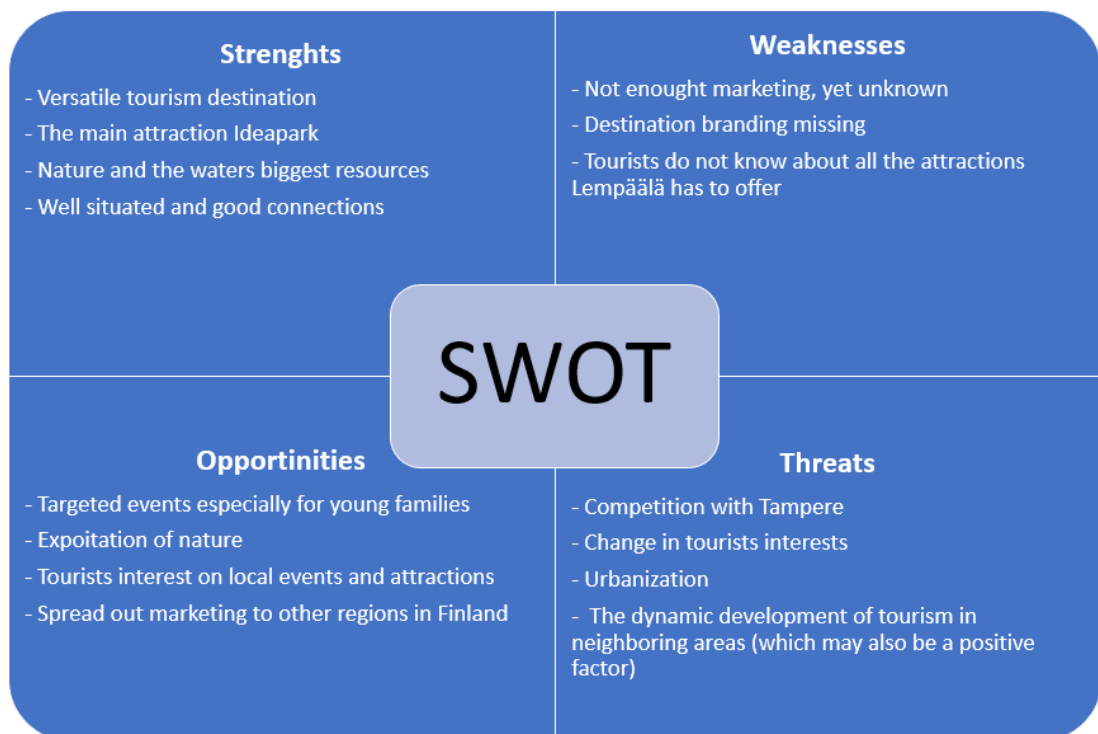 Strenghts
- Versatile tourism destination
- The main attraction Ideapark
- Nature and the waters biggest resources
- Well situated and good connections
Weaknesses
- Not enought marketing, yet unknown
- Destination branding missing
- Tourists do not know about all the attractions
Lempäälä has to offer
SWOT
Opportinities
- Targeted events especially for young families
- Expoitation of nature
- Tourists interest on local events and attractions
- Spread out marketing to other regions in Finland
Threats
- Competition with Tampere
- Change in tourists interests
- Urbanization
- The dynamic development of tourism in
neighboring areas (which may also be a positive
factor)